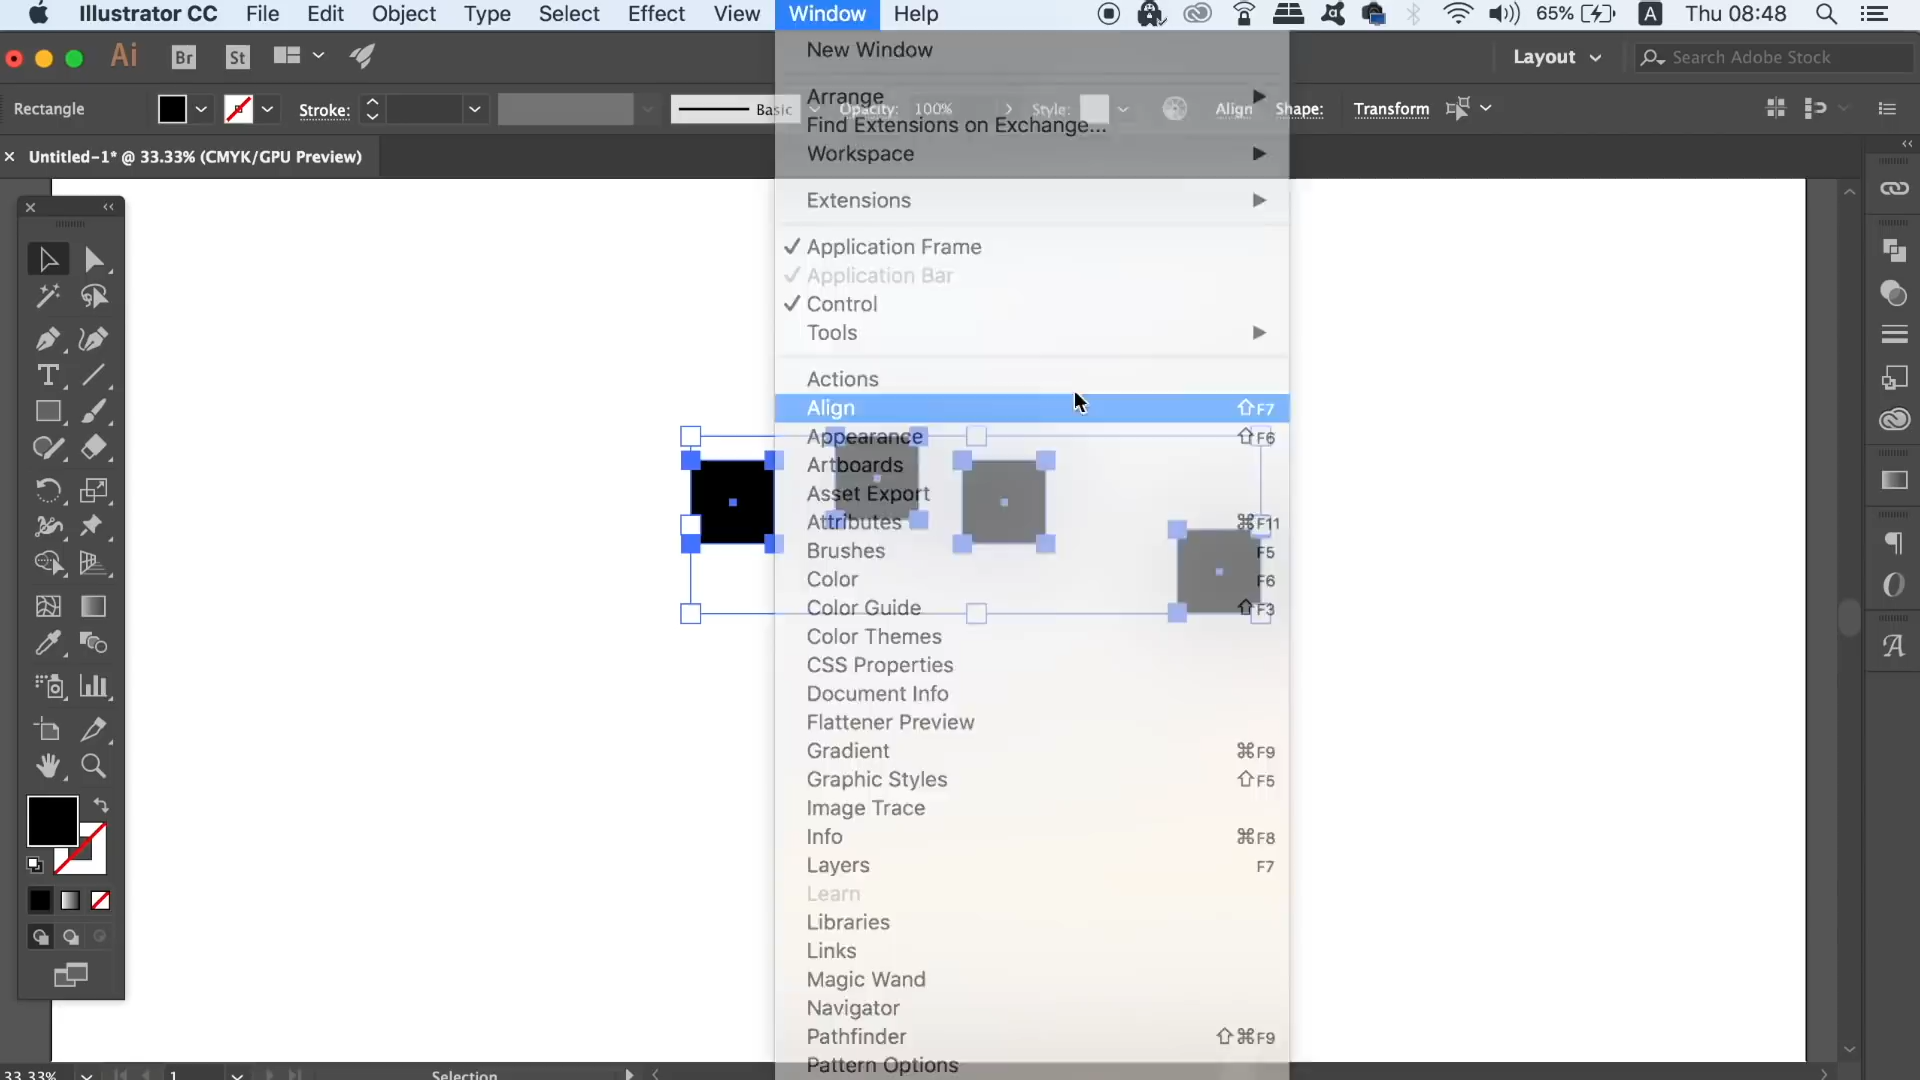 Illustrator CC File Edit Object Type Select Effect View Window Help 65% A Thu 08:48
Ai Br St Layout Search Adobe Stock
Rectangle Stroke: Basic Opacity: 100% Style: Align Shape: Transform
Untitled-1* @ 33.33% (CMYK/GPU Preview)
New Window
Arrange
Find Extensions on Exchange...
Workspace
Extensions
Application Frame
Application Bar
Control
Tools
Actions
Align ⇧F7
Appearance ⇧F6
Artboards
Asset Export
Attributes ⌘F11
Brushes F5
Color F6
Color Guide ⇧F3
Color Themes
CSS Properties
Document Info
Flattener Preview
Gradient ⌘F9
Graphic Styles ⇧F5
Image Trace
Info ⌘F8
Layers F7
Learn
Libraries
Links
Magic Wand
Navigator
Pathfinder ⇧⌘F9
Pattern Options
33.33% 1 Selection